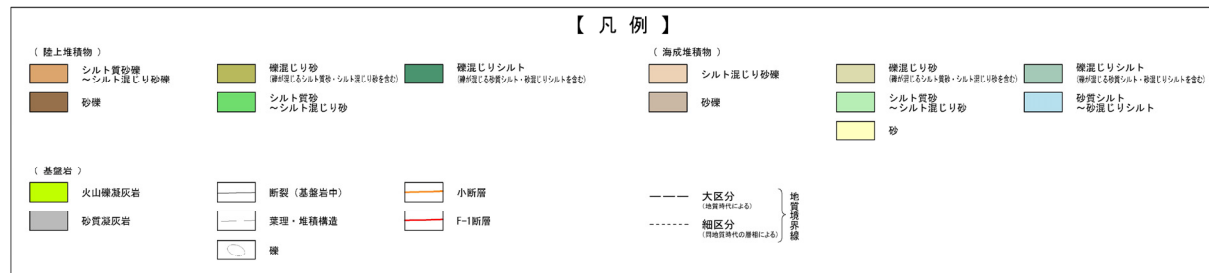 【 凡 例 】
( 陸上堆積物 )
シルト質砂礫
～シルト混じり砂礫
礫混じり砂
(礫が混じるシルト質砂・シルト混じり砂を含む)
礫混じりシルト
(礫が混じる砂質シルト・砂混じりシルトを含む)
砂礫
シルト質砂
～シルト混じり砂
( 海成堆積物 )
シルト混じり砂礫
礫混じり砂
(礫が混じるシルト質砂・シルト混じり砂を含む)
礫混じりシルト
(礫が混じる砂質シルト・砂混じりシルトを含む)
砂礫
シルト質砂
～シルト混じり砂
砂質シルト
～砂混じりシルト
砂
( 基盤岩 )
火山礫凝灰岩
断裂（基盤岩中）
小断層
砂質凝灰岩
葉理・堆積構造
F-1断層
礫
大区分
(地質時代による)
細区分
(同地質時代の層相による)
地質境界線